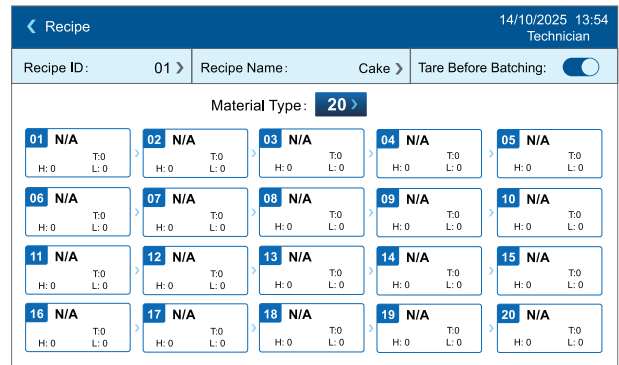 Recipe
14/10/2025 13:54
Technician
Recipe ID: 01
Recipe Name: Cake
Tare Before Batching:
Material Type: 20
01 N/A
T:0
H: 0 L: 0
02 N/A
T:0
H: 0 L: 0
03 N/A
T:0
H: 0 L: 0
04 N/A
T:0
H: 0 L: 0
05 N/A
T:0
H: 0 L: 0
06 N/A
T:0
H: 0 L: 0
07 N/A
T:0
H: 0 L: 0
08 N/A
T:0
H: 0 L: 0
09 N/A
T:0
H: 0 L: 0
10 N/A
T:0
H: 0 L: 0
11 N/A
T:0
H: 0 L: 0
12 N/A
T:0
H: 0 L: 0
13 N/A
T:0
H: 0 L: 0
14 N/A
T:0
H: 0 L: 0
15 N/A
T:0
H: 0 L: 0
16 N/A
T:0
H: 0 L: 0
17 N/A
T:0
H: 0 L: 0
18 N/A
T:0
H: 0 L: 0
19 N/A
T:0
H: 0 L: 0
20 N/A
T:0
H: 0 L: 0